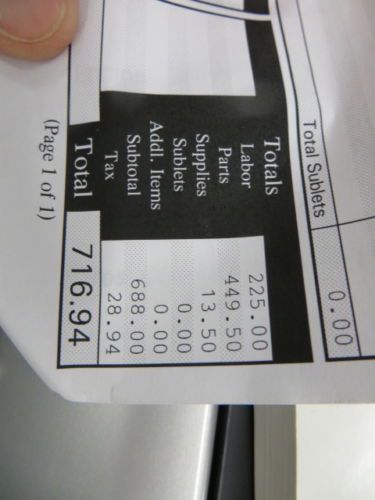 Total Sublets 0.00
Totals
Labor 225.00
Parts 449.50
Supplies 13.50
Sublets 0.00
Addl. Items 0.00
Subtotal 688.00
Tax 28.94
Total 716.94
(Page 1 of 1)